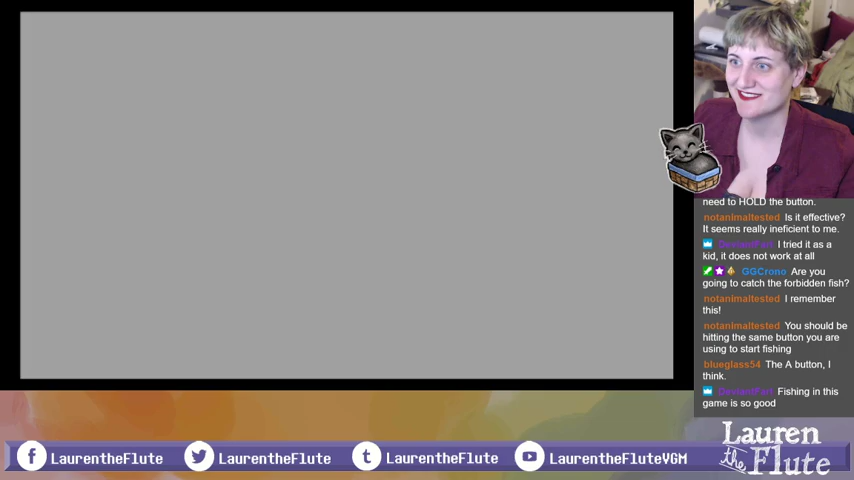 need to HOLD the button.
notanimaltested Is it effective?
It seems really ineficient to me.
DeviantFari I tried it as a
kid, it does not work at all
GGCrono Are you
going to catch the forbidden fish?
notanimaltested I remember
this!
notanimaltested You should be
hitting the same button you are
using to start fishing
blueglass54 The A button, I
think.
DeviantFari Fishing in this
game is so good
Lauren
the Flute
LaurentheFlute
LaurentheFlute
LaurentheFlute
LaurentheFluteVGM